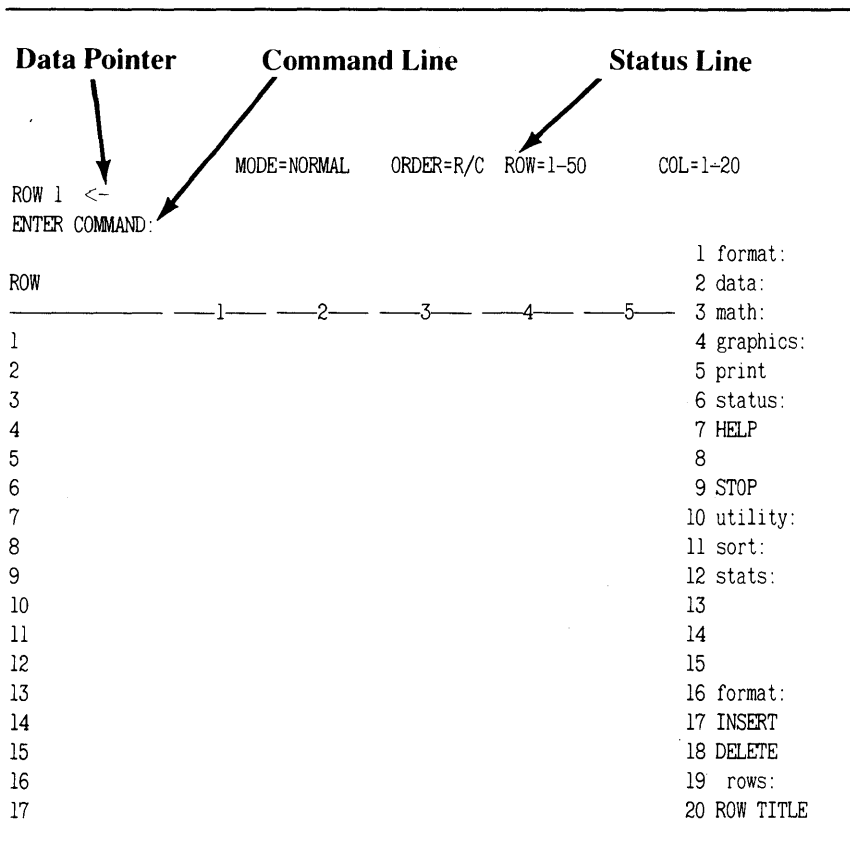 Data Pointer Command Line Status Line
MODE=NORMAL ORDER=R/C ROW=1-50 COL=1-20
ROW 1 <-
ENTER COMMAND:
1 format:
ROW 2 data:
1 2 3 4 5 3 math:
1 4 graphics:
2 5 print
3 6 status:
4 7 HELP
5 8
6 9 STOP
7 10 utility:
8 11 sort:
9 12 stats:
10 13
11 14
12 15
13 16 format:
14 17 INSERT
15 18 DELETE
16 19 rows:
17 20 ROW TITLE